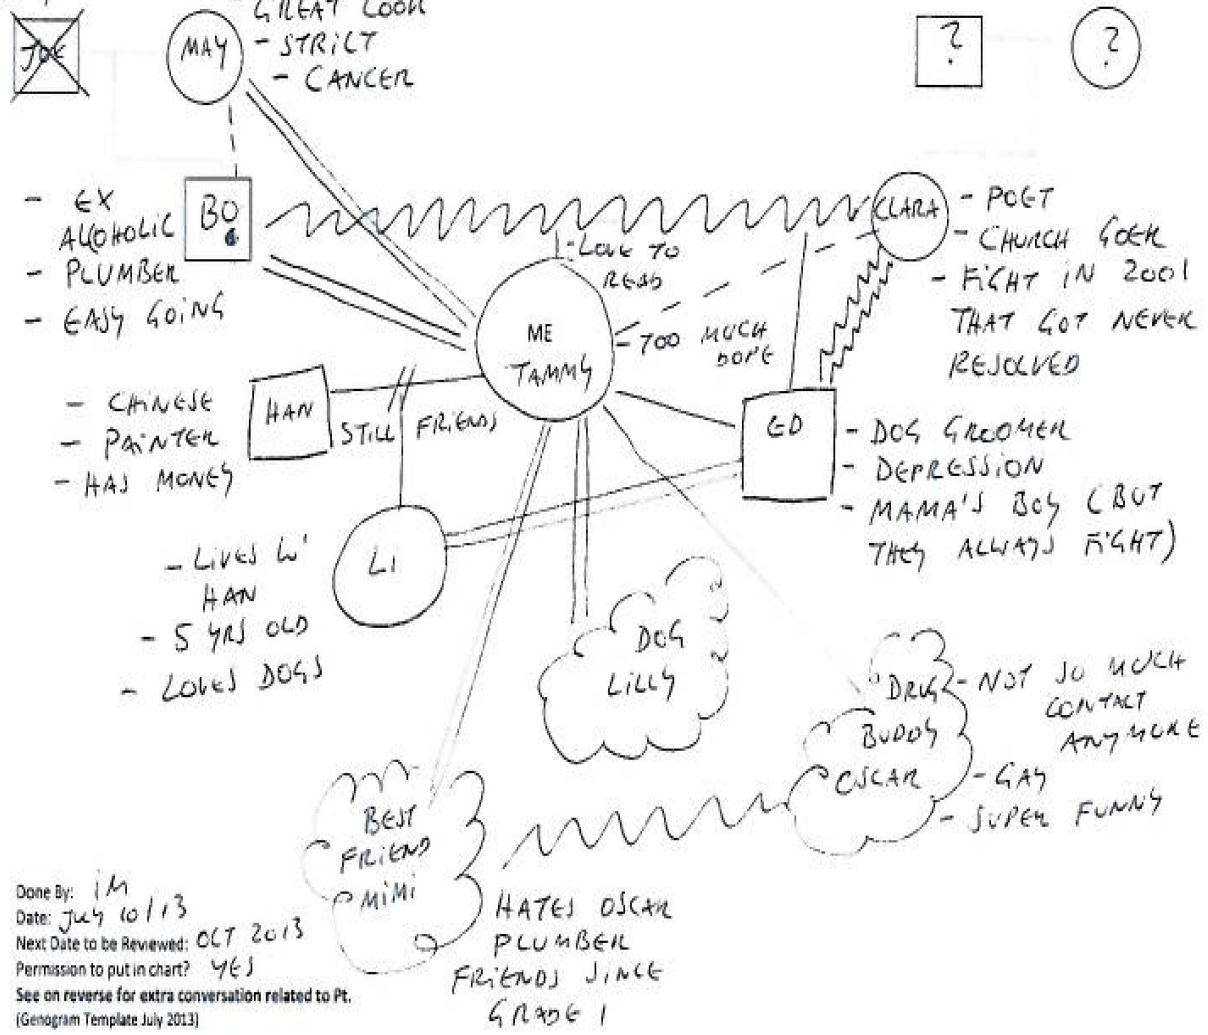 GREAT COOK
- STRICT
- CANCER
JOE
MAY
?
?
- EX
ALCOHOLIC
- PLUMBER
- EASY GOING
BO
CLARA
- POET
- CHURCH GOER
- FIGHT IN 2001
THAT GOT NEVER
RESOLVED
- LOVE TO
READ
ME
TAMMY
- TOO MUCH
DOPE
- CHINESE
- PAINTER
- HAS MONEY
HAN
STILL FRIENDS
ED
- DOG GROOMER
- DEPRESSION
- MAMA'S BOY (BUT
THEY ALWAYS FIGHT)
- LIVES W'
HAN
- 5 YRS OLD
- LOVES DOGS
LI
DOG
LILLY
DRUG
BUDDY
OSCAR
- NOT SO MUCH
CONTACT
ANYMORE
- GAY
- SUPER FUNNY
BEST
FRIEND
MIMI
HATES OSCAR
PLUMBER
FRIENDS SINCE
GRADE 1
Done By: IM
Date: July 10/13
Next Date to be Reviewed: OCT 2013
Permission to put in chart? YES
See on reverse for extra conversation related to Pt.
(Genogram Template July 2013)